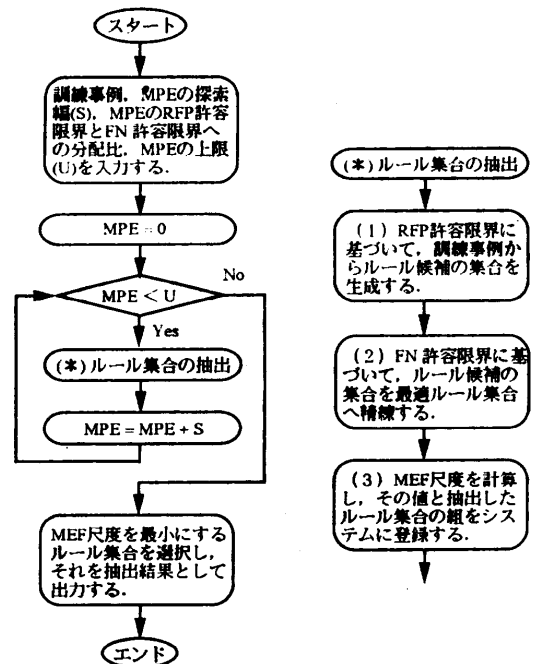 スタート
訓練事例，MPEの探索
幅(S)，MPEのRFP許容
限界とFN 許容限界へ
の分配比，MPEの上限
(U)を入力する.
MPE = 0
MPE < U
No
Yes
(*)ルール集合の抽出
MPE = MPE + S
MEF尺度を最小にする
ルール集合を選択し，
それを抽出結果として
出力する.
エンド
(*)ルール集合の抽出
(1) RFP許容限界に
基づいて，訓練事例か
らルール候補の集合を
生成する.
(2) FN 許容限界に基
づいて，ルール候補の
集合を最適ルール集合
へ精練する.
(3) MEF尺度を計算
し，その値と抽出した
ルール集合の組をシス
テムに登録する.